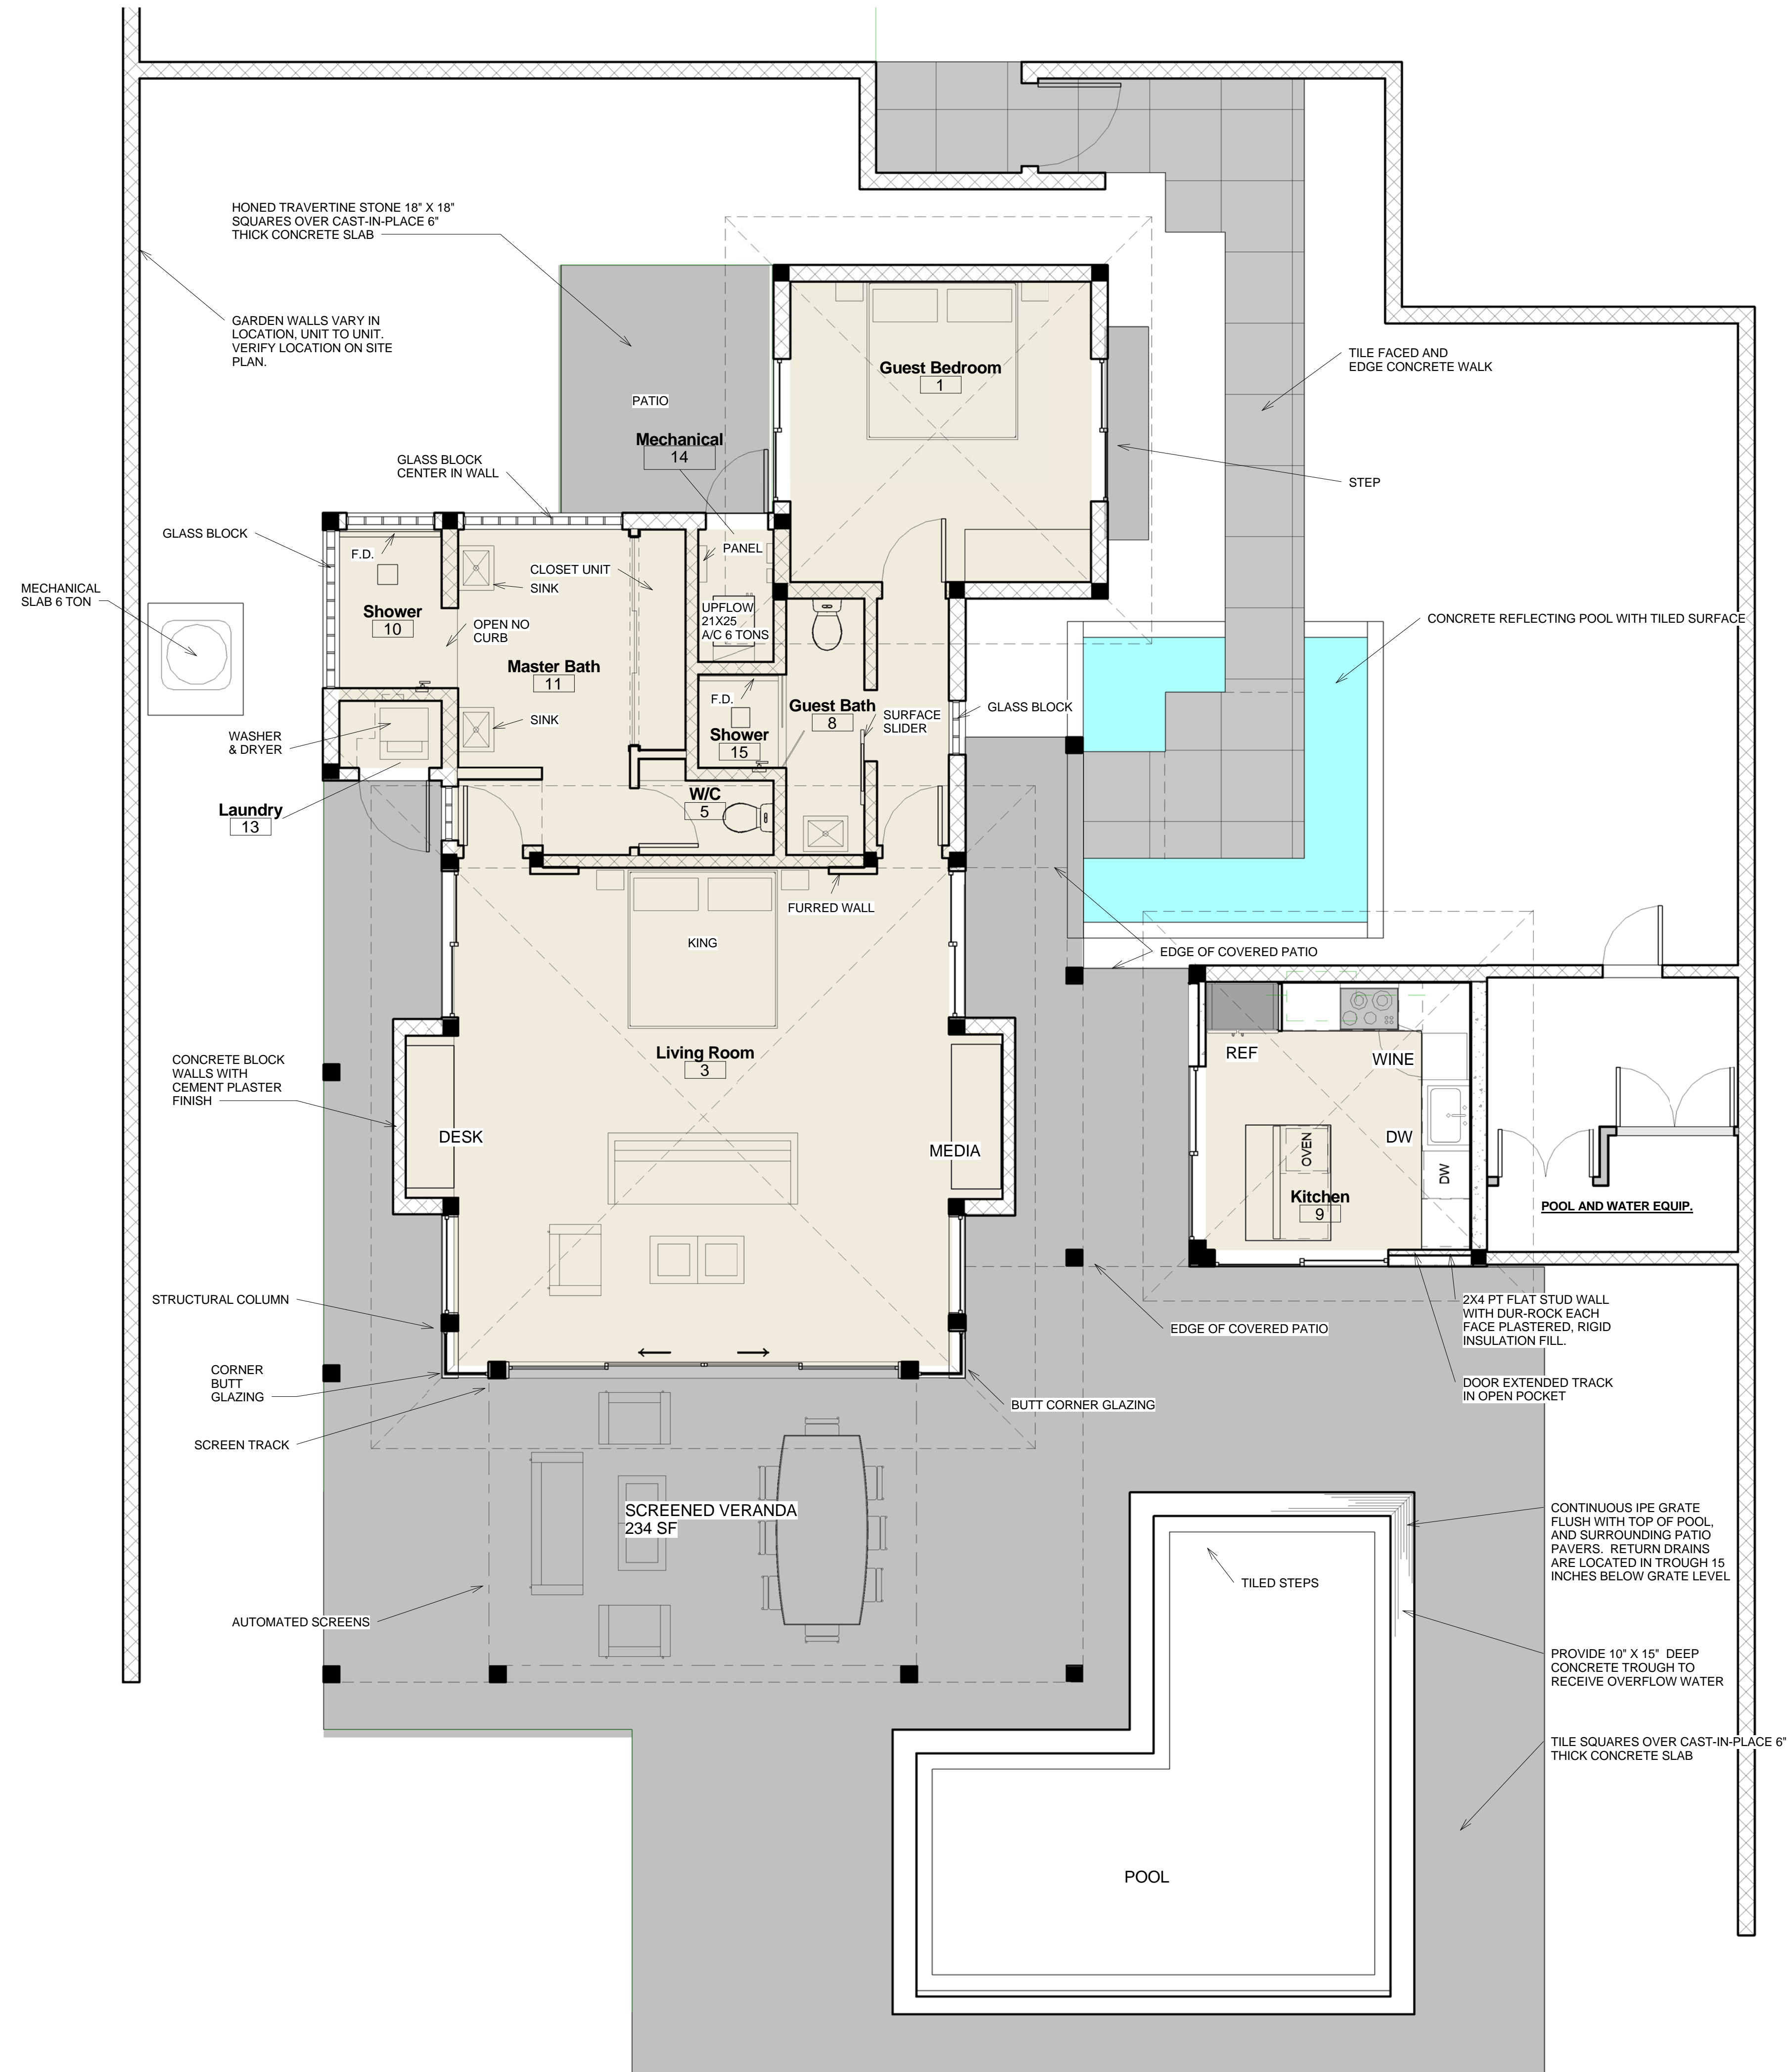 HONED TRAVERTINE STONE 18" X 18"
SQUARES OVER CAST-IN-PLACE 6"
THICK CONCRETE SLAB
GARDEN WALLS VARY IN
LOCATION, UNIT TO UNIT.
VERIFY LOCATION ON SITE
PLAN.
TILE FACED AND
EDGE CONCRETE WALK
Guest Bedroom
1
PATIO
Mechanical
14
GLASS BLOCK
CENTER IN WALL
STEP
GLASS BLOCK
F.D.
PANEL
CLOSET UNIT
SINK
MECHANICAL
SLAB 6 TON
Shower
10
OPEN NO
CURB
UPFLOW
21X25
A/C 6 TONS
CONCRETE REFLECTING POOL WITH TILED SURFACE
Master Bath
11
F.D.
Guest Bath
8
SURFACE
SLIDER
GLASS BLOCK
SINK
Shower
15
WASHER
& DRYER
W/C
5
Laundry
13
FURRED WALL
KING
EDGE OF COVERED PATIO
Living Room
3
REF
WINE
CONCRETE BLOCK
WALLS WITH
CEMENT PLASTER
FINISH
DESK
MEDIA
OVEN
DW
DW
Kitchen
9
POOL AND WATER EQUIP.
STRUCTURAL COLUMN
2X4 PT FLAT STUD WALL
WITH DUR-ROCK EACH
FACE PLASTERED, RIGID
INSULATION FILL.
EDGE OF COVERED PATIO
CORNER
BUTT
GLAZING
DOOR EXTENDED TRACK
IN OPEN POCKET
BUTT CORNER GLAZING
SCREEN TRACK
SCREENED VERANDA
234 SF
CONTINUOUS IPE GRATE
FLUSH WITH TOP OF POOL,
AND SURROUNDING PATIO
PAVERS. RETURN DRAINS
ARE LOCATED IN TROUGH 15
INCHES BELOW GRATE LEVEL
TILED STEPS
AUTOMATED SCREENS
PROVIDE 10" X 15" DEEP
CONCRETE TROUGH TO
RECEIVE OVERFLOW WATER
TILE SQUARES OVER CAST-IN-PLACE 6"
THICK CONCRETE SLAB
POOL